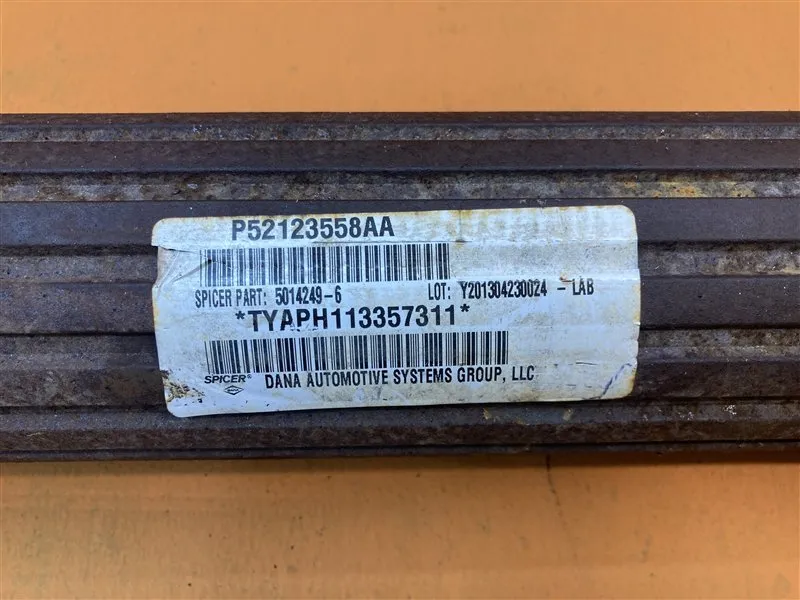 P52123558AA
SPICER PART: 5014249-6 LOT: Y201304230024 - LAB
*TYAPH113357311*
SPICER® DANA AUTOMOTIVE SYSTEMS GROUP, LLC